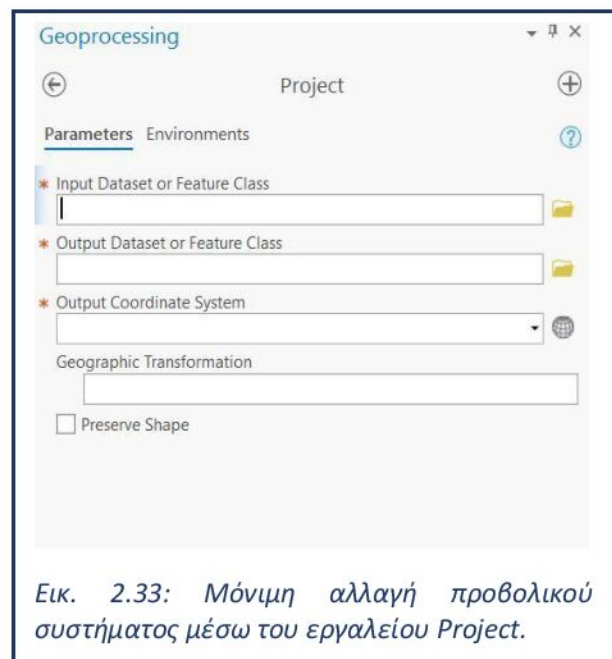 Geoprocessing
Project
Parameters Environments
* Input Dataset or Feature Class
* Output Dataset or Feature Class
* Output Coordinate System
Geographic Transformation
Preserve Shape
Εικ. 2.33: Μόνιμη αλλαγή προβολικού
συστήματος μέσω του εργαλείου Project.